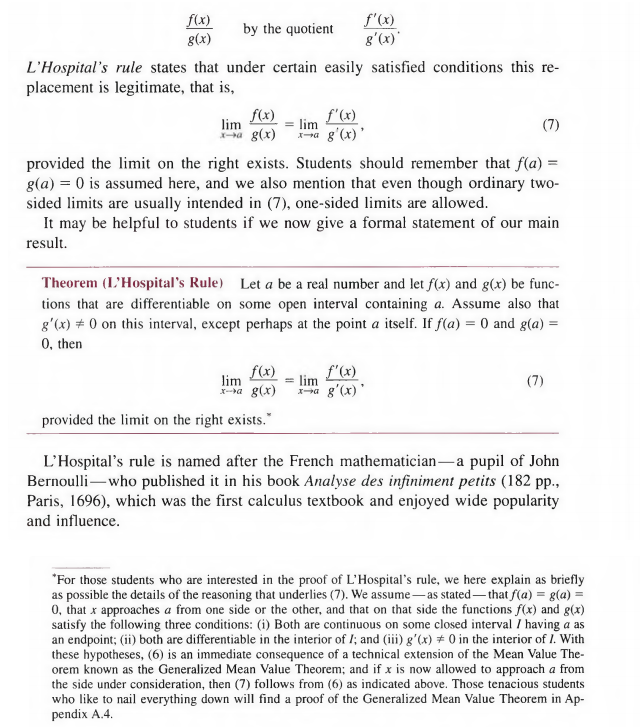 f(x)/g(x) by the quotient f'(x)/g'(x).
L'Hospital's rule states that under certain easily satisfied conditions this re-
placement is legitimate, that is,
lim x→a f(x)/g(x) = lim x→a f'(x)/g'(x), (7)
provided the limit on the right exists. Students should remember that f(a) =
g(a) = 0 is assumed here, and we also mention that even though ordinary two-
sided limits are usually intended in (7), one-sided limits are allowed.
It may be helpful to students if we now give a formal statement of our main
result.
Theorem (L'Hospital's Rule) Let a be a real number and let f(x) and g(x) be func-
tions that are differentiable on some open interval containing a. Assume also that
g'(x) ≠ 0 on this interval, except perhaps at the point a itself. If f(a) = 0 and g(a) =
0, then
lim x→a f(x)/g(x) = lim x→a f'(x)/g'(x), (7)
provided the limit on the right exists.*
L'Hospital's rule is named after the French mathematician—a pupil of John
Bernoulli—who published it in his book Analyse des infiniment petits (182 pp.,
Paris, 1696), which was the first calculus textbook and enjoyed wide popularity
and influence.
*For those students who are interested in the proof of L'Hospital's rule, we here explain as briefly
as possible the details of the reasoning that underlies (7). We assume—as stated—that f(a) = g(a) =
0, that x approaches a from one side or the other, and that on that side the functions f(x) and g(x)
satisfy the following three conditions: (i) Both are continuous on some closed interval I having a as
an endpoint; (ii) both are differentiable in the interior of I; and (iii) g'(x) ≠ 0 in the interior of I. With
these hypotheses, (6) is an immediate consequence of a technical extension of the Mean Value The-
orem known as the Generalized Mean Value Theorem; and if x is now allowed to approach a from
the side under consideration, then (7) follows from (6) as indicated above. Those tenacious students
who like to nail everything down will find a proof of the Generalized Mean Value Theorem in Ap-
pendix A.4.